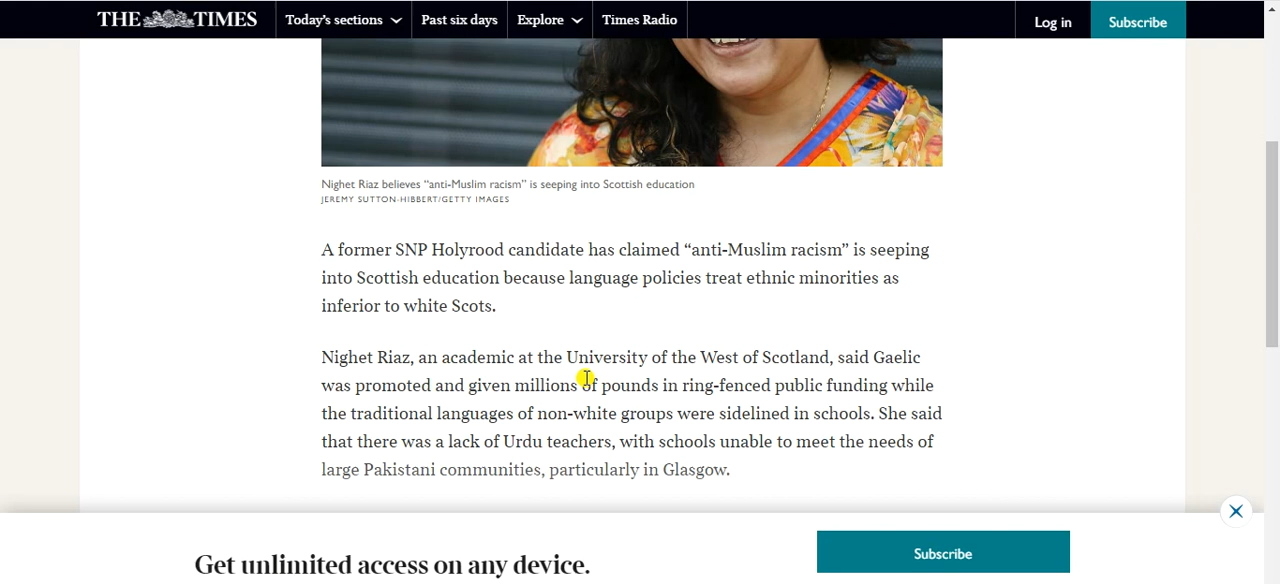 THE TIMES
Today's sections
Past six days
Explore
Times Radio
Log in
Subscribe
Nighet Riaz believes “anti-Muslim racism” is seeping into Scottish education
JEREMY SUTTON-HIBBERT/GETTY IMAGES
A former SNP Holyrood candidate has claimed “anti-Muslim racism” is seeping
into Scottish education because language policies treat ethnic minorities as
inferior to white Scots.
Nighet Riaz, an academic at the University of the West of Scotland, said Gaelic
was promoted and given millions of pounds in ring-fenced public funding while
the traditional languages of non-white groups were sidelined in schools. She said
that there was a lack of Urdu teachers, with schools unable to meet the needs of
large Pakistani communities, particularly in Glasgow.
Get unlimited access on any device.
Subscribe